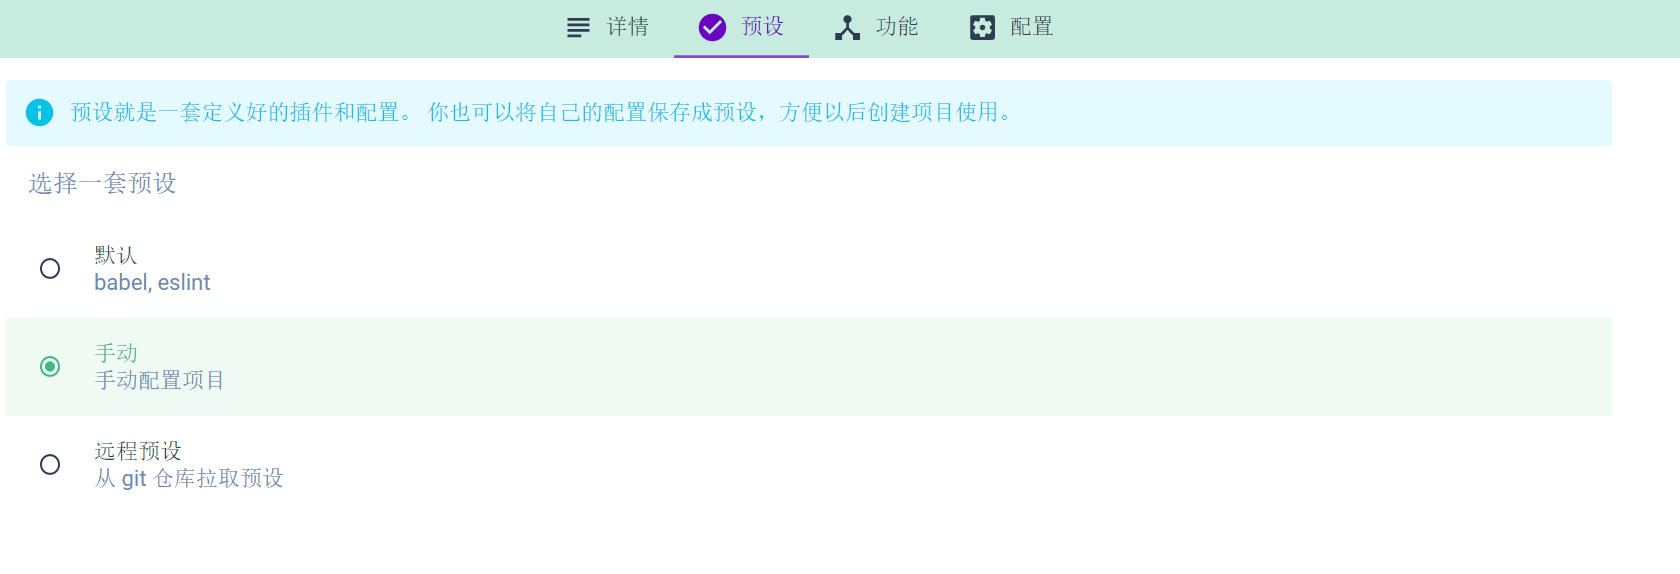 详情 预设 功能 配置
预设就是一套定义好的插件和配置。 你也可以将自己的配置保存成预设，方便以后创建项目使用。
选择一套预设
默认
babel, eslint
手动
手动配置项目
远程预设
从 git 仓库拉取预设